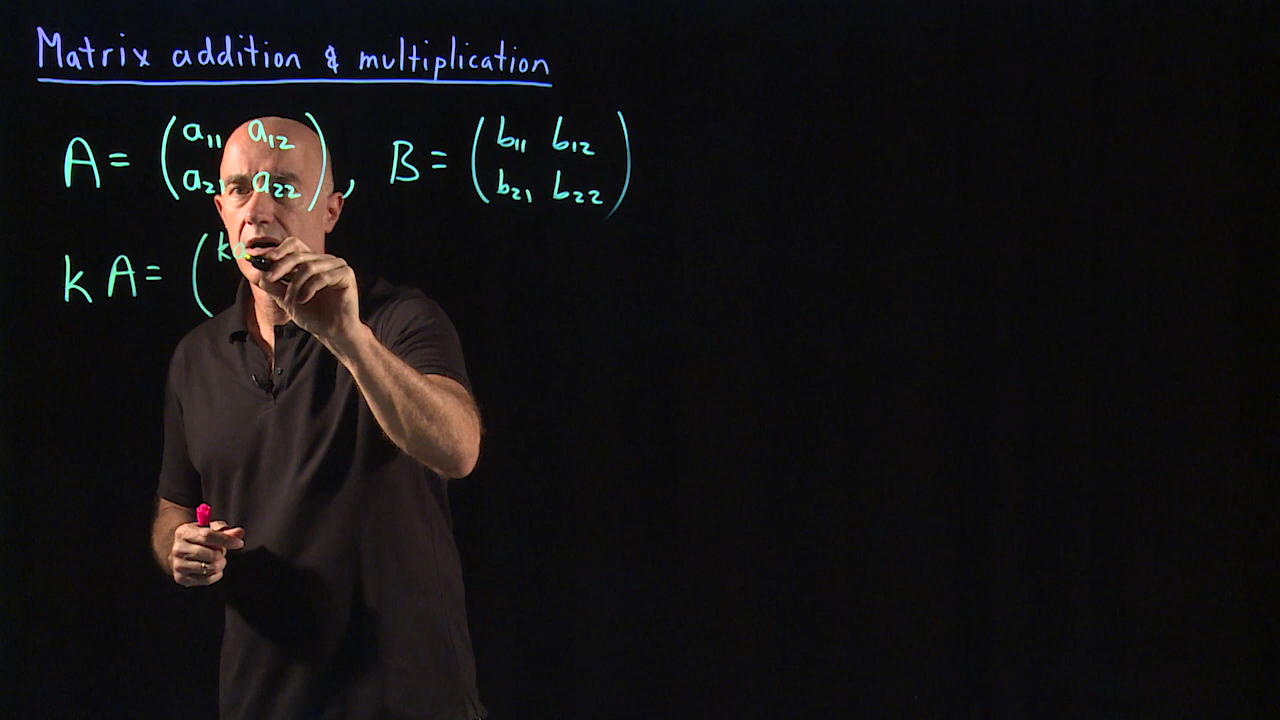 Matrix addition & multiplication
A = ( a11 a12
a21 a22 ) , B = ( b11 b12
b21 b22 )
k A = ( ka